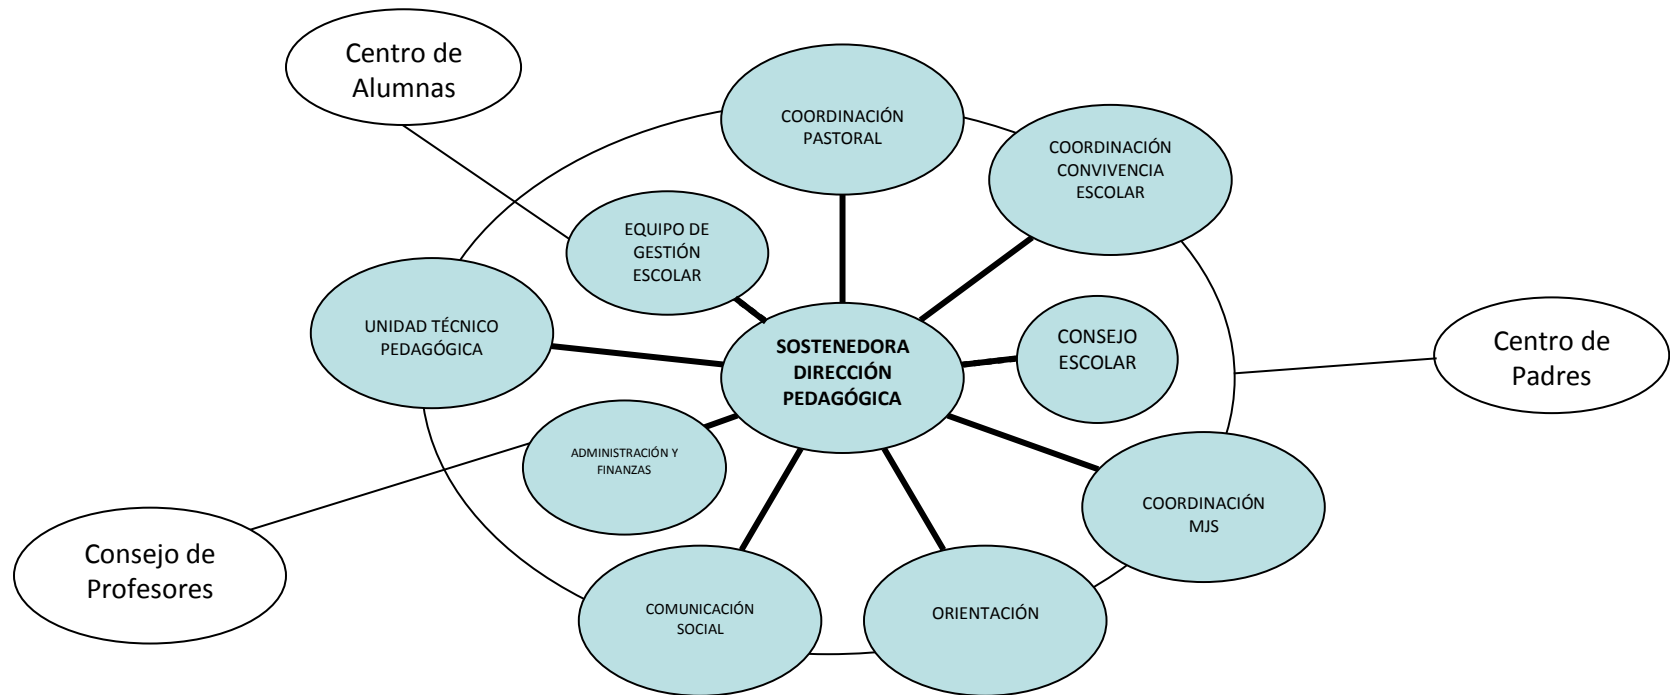 Centro de
Alumnas
COORDINACIÓN
PASTORAL
COORDINACIÓN
CONVIVENCIA
ESCOLAR
EQUIPO DE
GESTIÓN
ESCOLAR
UNIDAD TÉCNICO
PEDAGÓGICA
SOSTENEDORA
DIRECCIÓN
PEDAGÓGICA
CONSEJO
ESCOLAR
Centro de
Padres
ADMINISTRACIÓN Y
FINANZAS
COORDINACIÓN
MJS
Consejo de
Profesores
COMUNICACIÓN
SOCIAL
ORIENTACIÓN